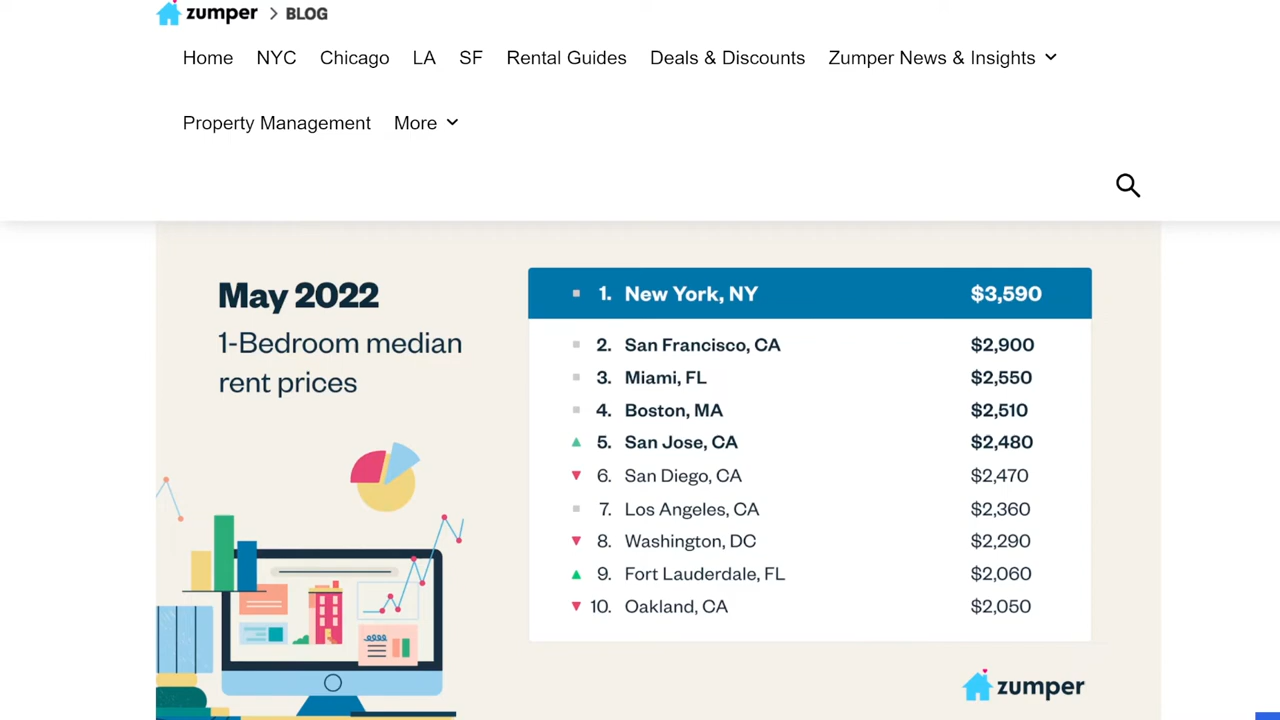 zumper > BLOG
Home NYC Chicago LA SF Rental Guides Deals & Discounts Zumper News & Insights
Property Management More
May 2022
1-Bedroom median
rent prices
1. New York, NY $3,590
2. San Francisco, CA $2,900
3. Miami, FL $2,550
4. Boston, MA $2,510
5. San Jose, CA $2,480
6. San Diego, CA $2,470
7. Los Angeles, CA $2,360
8. Washington, DC $2,290
9. Fort Lauderdale, FL $2,060
10. Oakland, CA $2,050
zumper